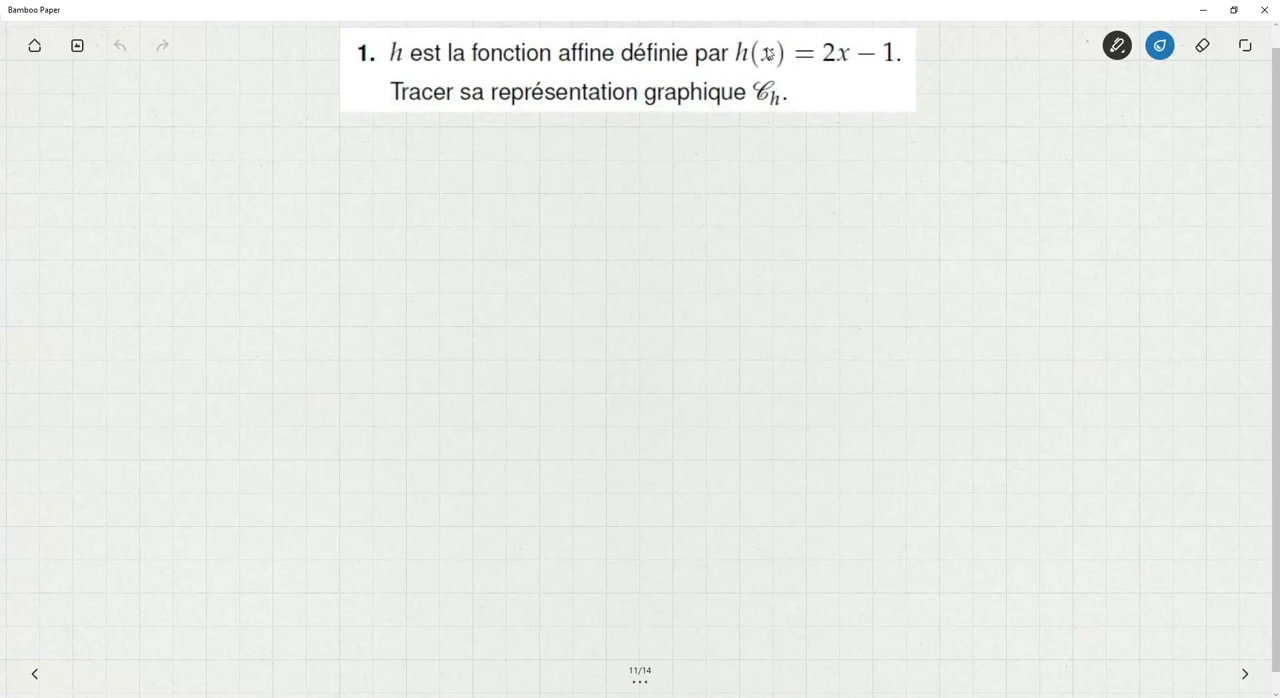 Bamboo Paper
1. h est la fonction affine définie par h(x) = 2x − 1.
Tracer sa représentation graphique 𝒞ₕ.
11/14